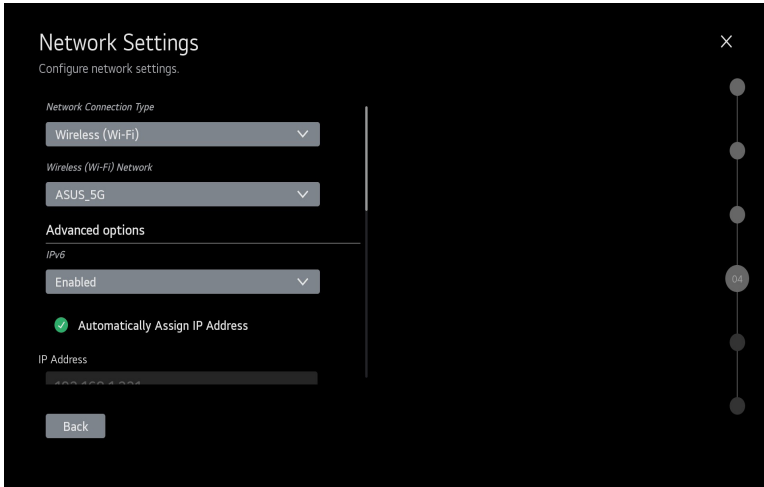 Network Settings
Configure network settings.
Network Connection Type
Wireless (Wi-Fi)
Wireless (Wi-Fi) Network
ASUS_5G
Advanced options
IPv6
Enabled
Automatically Assign IP Address
IP Address
04
Back